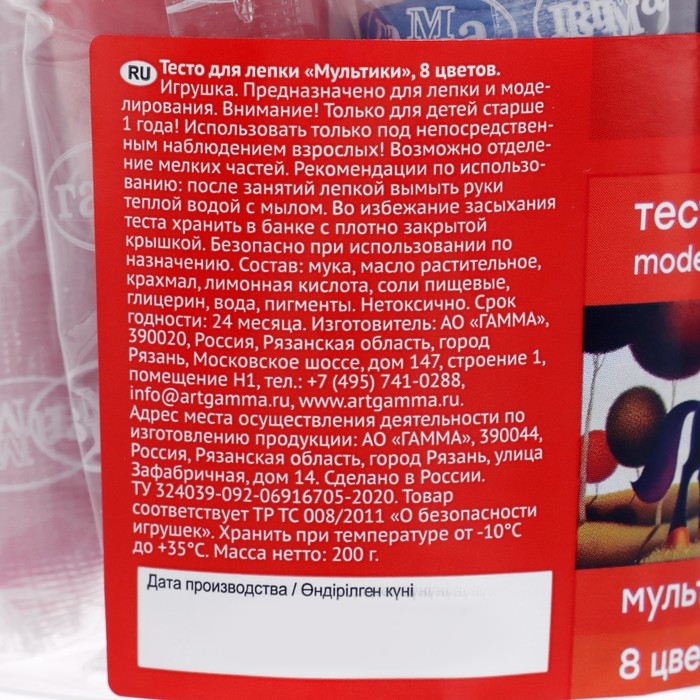 гамма
RU
Тесто для лепки «Мультики», 8 цветов.
Игрушка. Предназначено для лепки и моде-
лирования. Внимание! Только для детей старше
1 года! Использовать только под непосредствен-
ным наблюдением взрослых! Возможно отделе-
ние мелких частей. Рекомендации по использо-
ванию: после занятий лепкой вымыть руки
теплой водой с мылом. Во избежание засыхания
теста хранить в банке с плотно закрытой
крышкой. Безопасно при использовании по
назначению. Состав: мука, масло растительное,
крахмал, лимонная кислота, соли пищевые,
глицерин, вода, пигменты. Нетоксично. Срок
годности: 24 месяца. Изготовитель: АО «ГАММА»,
390020, Россия, Рязанская область, город
Рязань, Московское шоссе, дом 147, строение 1,
помещение Н1, тел.: +7 (495) 741-0288,
info@artgamma.ru, www.artgamma.ru.
Адрес места осуществления деятельности по
изготовлению продукции: АО «ГАММА», 390044,
Россия, Рязанская область, город Рязань, улица
Зафабричная, дом 14. Сделано в России.
ТУ 324039-092-06916705-2020. Товар
соответствует ТР ТС 008/2011 «О безопасности
игрушек». Хранить при температуре от -10°С
до +35°С. Масса нетто: 200 г.
Дата производства / Өндірілген күні
тес
mode
муль
8 цве